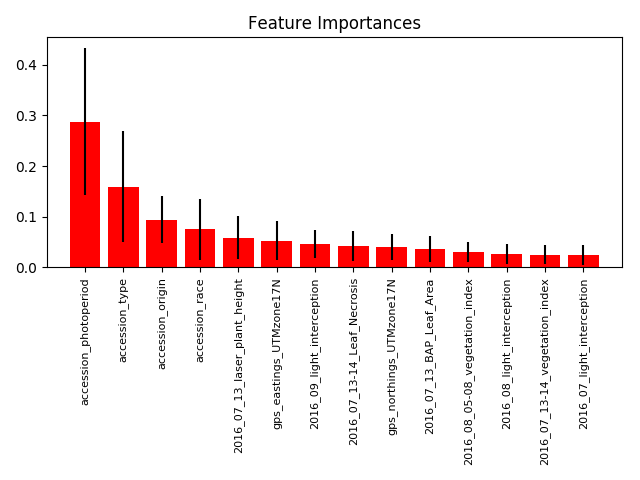 Feature Importances
0.4
0.3
0.2
0.1
0.0
accession_photoperiod
accession_type
accession_origin
accession_race
2016_07_13_laser_plant_height
gps_eastings_UTMzone17N
2016_09_light_interception
2016_07_13-14_Leaf_Necrosis
gps_northings_UTMzone17N
2016_07_13_BAP_Leaf_Area
2016_08_05-08_vegetation_index
2016_08_light_interception
2016_07_13-14_vegetation_index
2016_07_light_interception